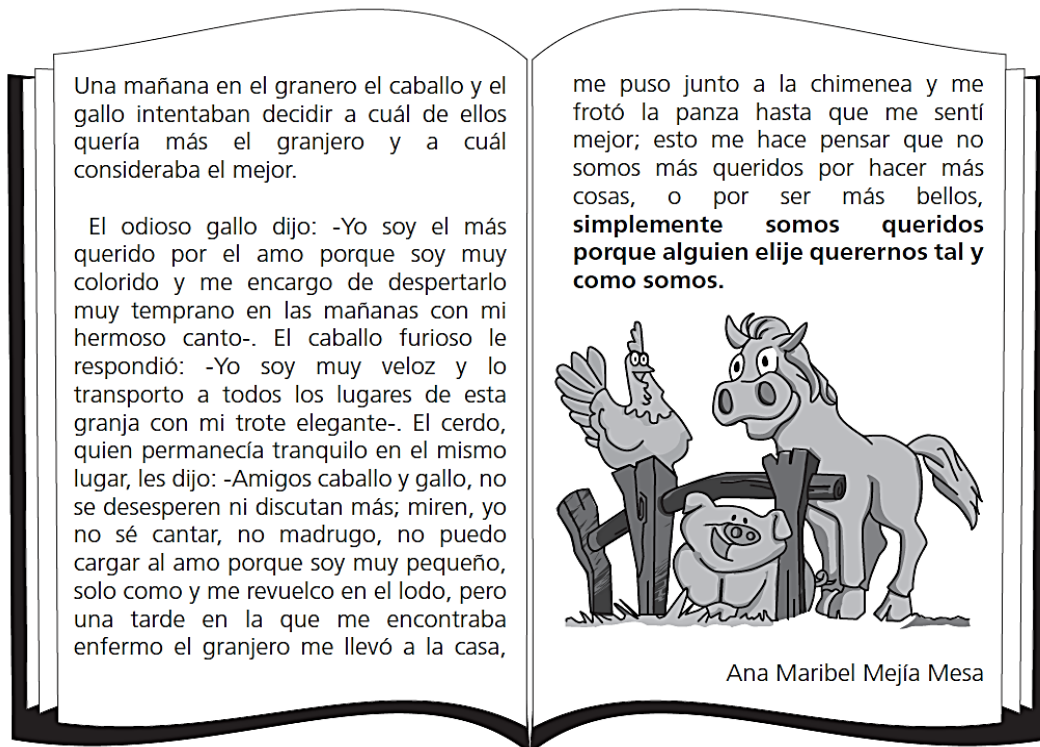 Una mañana en el granero el caballo y el
gallo intentaban decidir a cuál de ellos
quería más el granjero y a cuál
consideraba el mejor.
El odioso gallo dijo: -Yo soy el más
querido por el amo porque soy muy
colorido y me encargo de despertarlo
muy temprano en las mañanas con mi
hermoso canto-. El caballo furioso le
respondió: -Yo soy muy veloz y lo
transporto a todos los lugares de esta
granja con mi trote elegante-. El cerdo,
quien permanecía tranquilo en el mismo
lugar, les dijo: -Amigos caballo y gallo, no
se desesperen ni discutan más; miren, yo
no sé cantar, no madrugo, no puedo
cargar al amo porque soy muy pequeño,
solo como y me revuelco en el lodo, pero
una tarde en la que me encontraba
enfermo el granjero me llevó a la casa,
me puso junto a la chimenea y me
frotó la panza hasta que me sentí
mejor; esto me hace pensar que no
somos más queridos por hacer más
cosas, o por ser más bellos,
simplemente somos queridos
porque alguien elije querernos tal y
como somos.
Ana Maribel Mejía Mesa